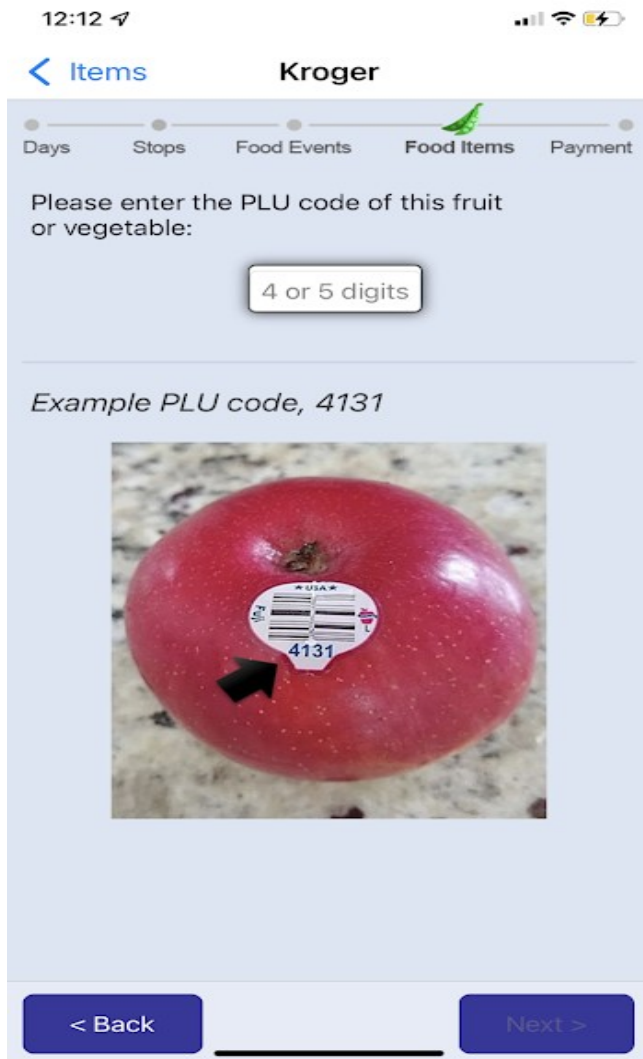 12:12
< Items
Kroger
Days
Stops
Food Events
Food Items
Payment
Please enter the PLU code of this fruit
or vegetable:
4 or 5 digits
Example PLU code, 4131
★USA★
Fuji
4131
< Back
Next >